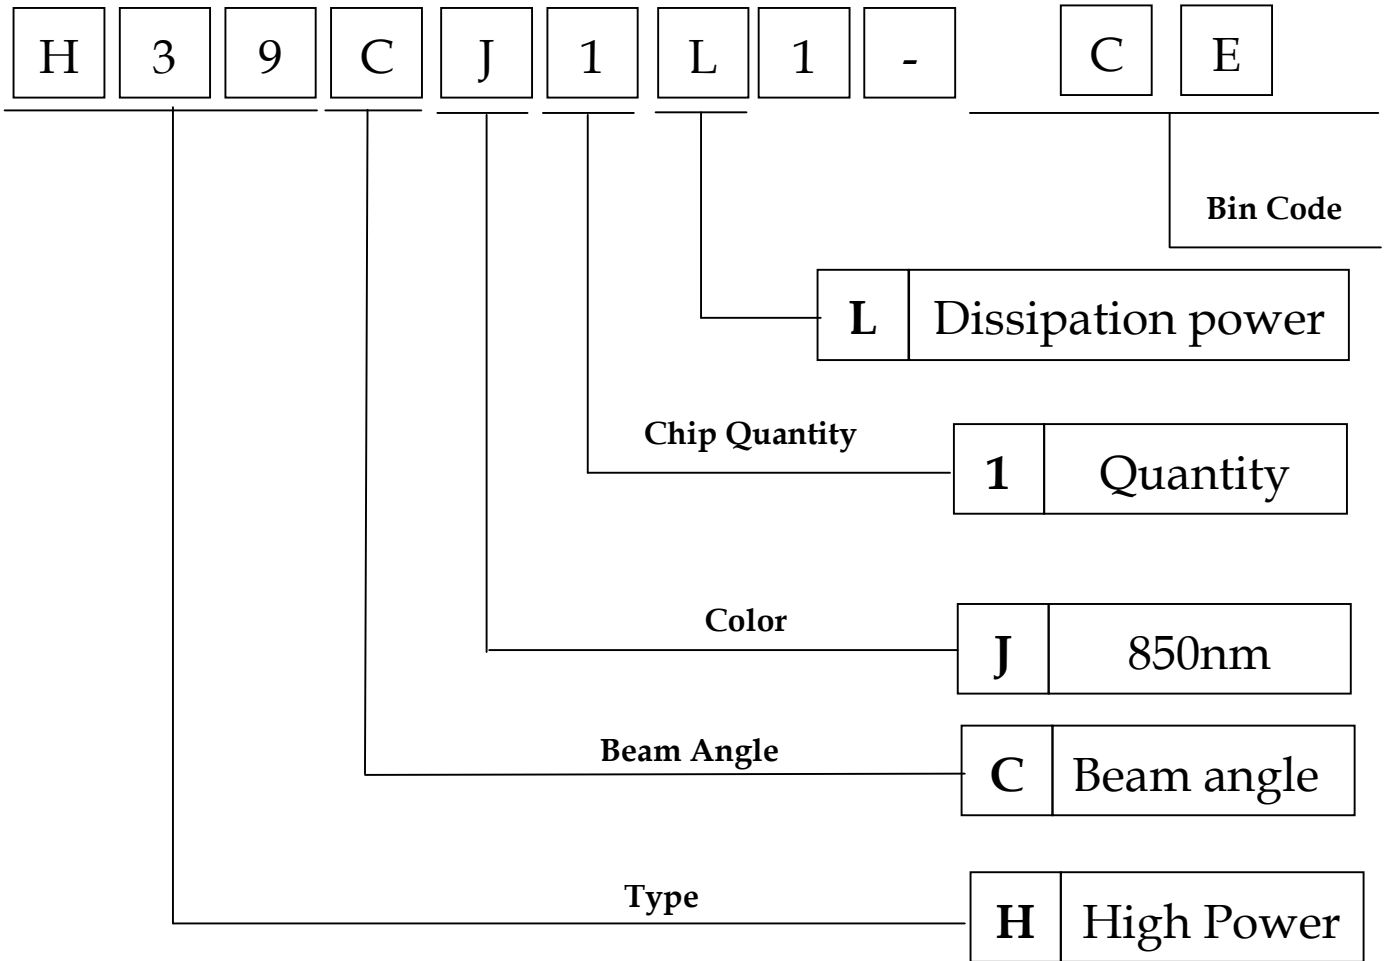 H 3 9 C J 1 L 1 - C E
Bin Code
L Dissipation power
Chip Quantity
1 Quantity
Color
J 850nm
Beam Angle
C Beam angle
Type
H High Power